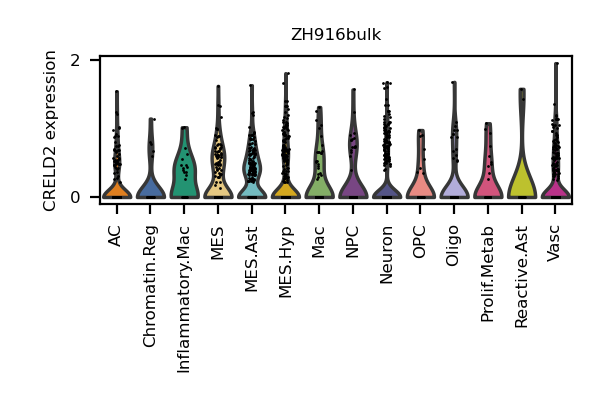 ZH916bulk
CRELD2 expression
2
0
AC
Chromatin.Reg
Inflammatory.Mac
MES
MES.Ast
MES.Hyp
Mac
NPC
Neuron
OPC
Oligo
Prolif.Metab
Reactive.Ast
Vasc